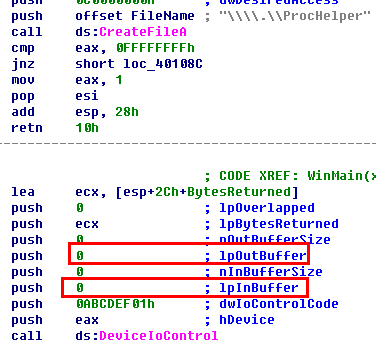 push 0C0000000h ; dwDesiredAccess
push offset FileName ; "\\\\.\\ProcHelper"
call ds:CreateFileA
cmp eax, 0FFFFFFFFh
jnz short loc_40108C
mov eax, 1
pop esi
add esp, 28h
retn 10h
; CODE XREF: WinMain(x
lea ecx, [esp+2Ch+BytesReturned]
push 0 ; lpOverlapped
push ecx ; lpBytesReturned
push 0 ; nOutBufferSize
push 0 ; lpOutBuffer
push 0 ; nInBufferSize
push 0 ; lpInBuffer
push 0ABCDEF01h ; dwIoControlCode
push eax ; hDevice
call ds:DeviceIoControl